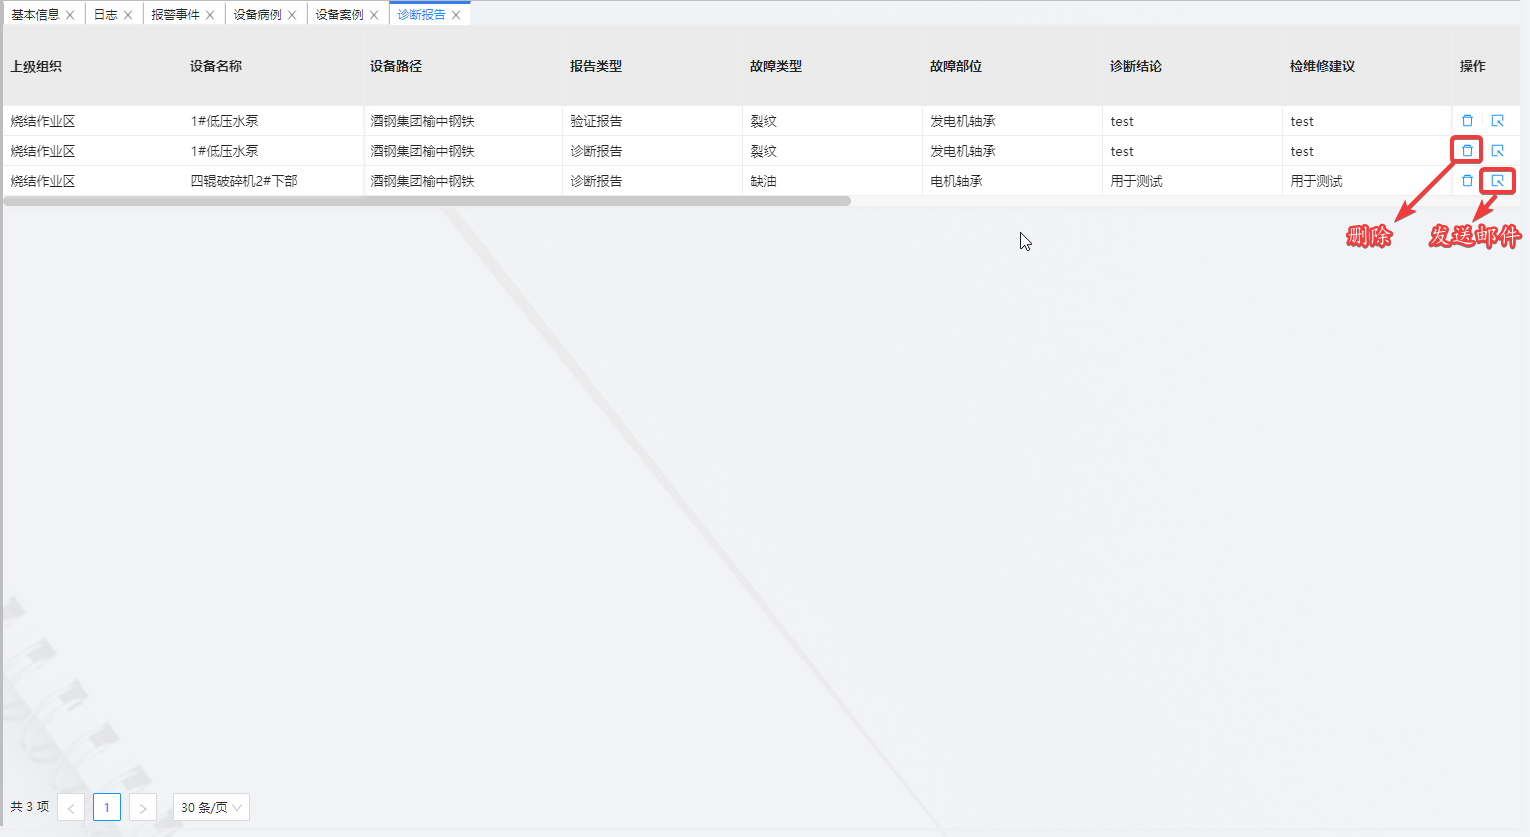 基本信息 日志 报警事件 设备病例 设备案例 诊断报告
上级组织 设备名称 设备路径 报告类型 故障类型 故障部位 诊断结论 检维修建议 操作
烧结作业区 1#低压水泵 酒钢集团榆中钢铁 验证报告 裂纹 发电机轴承 test test
烧结作业区 1#低压水泵 酒钢集团榆中钢铁 诊断报告 裂纹 发电机轴承 test test
烧结作业区 四辊破碎机2#下部 酒钢集团榆中钢铁 诊断报告 缺油 电机轴承 用于测试 用于测试
删除 发送邮件
共 3 项 < 1 > 30 条/页